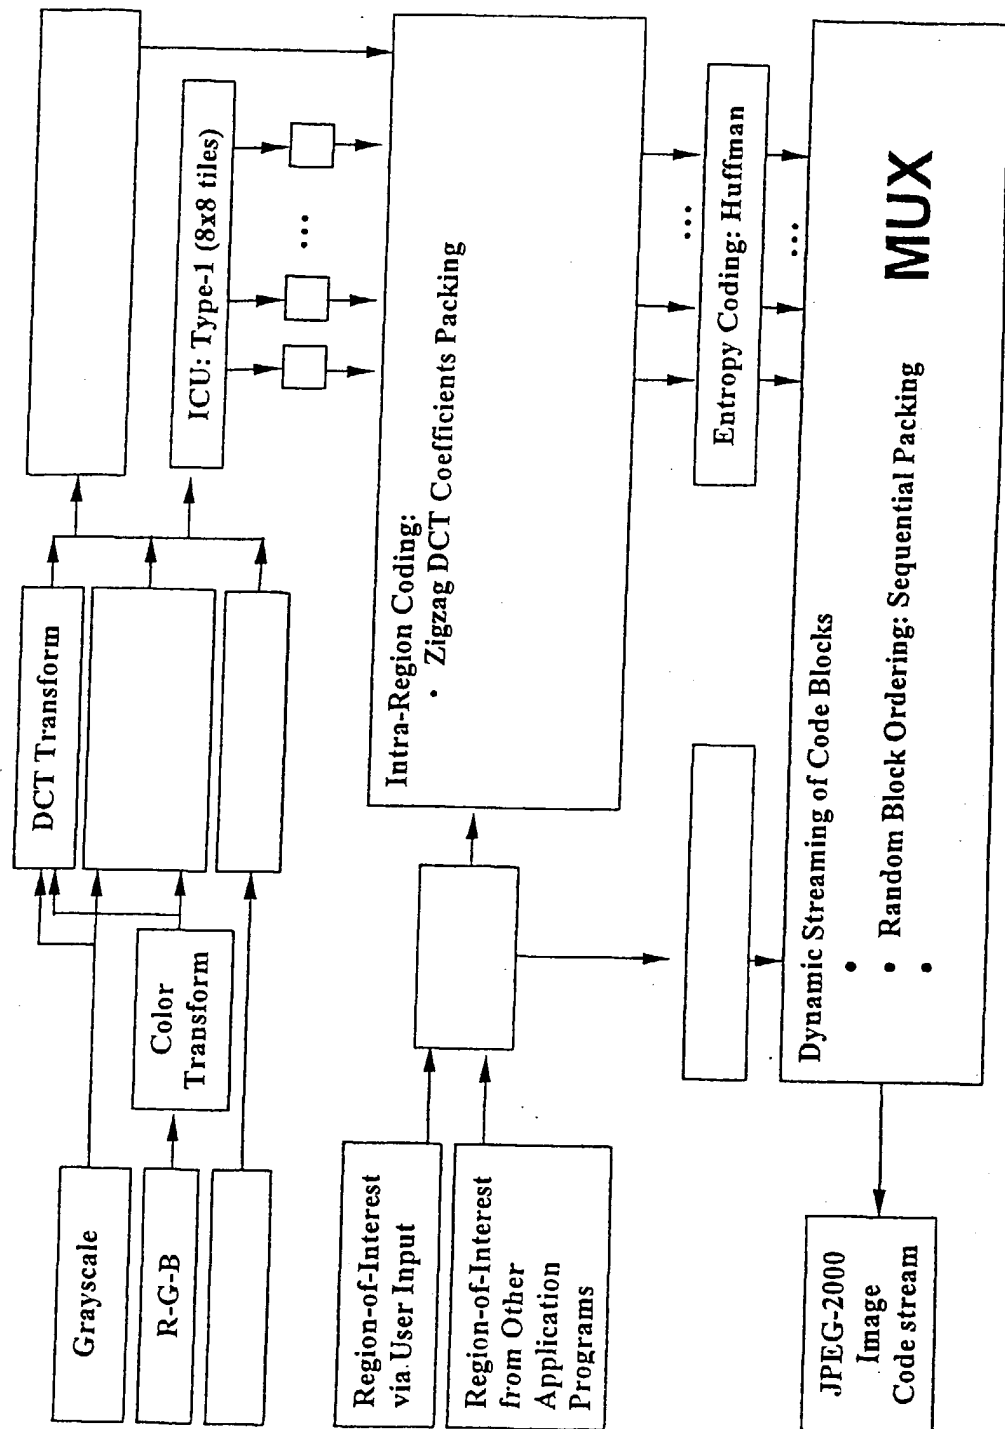 Grayscale
R-G-B
Color
Transform
DCT Transform
ICU: Type-1 (8x8 tiles)
...
Region-of-Interest
via User Input
Region-of-Interest
from Other
Application
Programs
Intra-Region Coding:
• Zigzag DCT Coefficients Packing
...
Entropy Coding: Huffman
...
Dynamic Streaming of Code Blocks
•
• Random Block Ordering: Sequential Packing
•
MUX
JPEG-2000
Image
Code stream